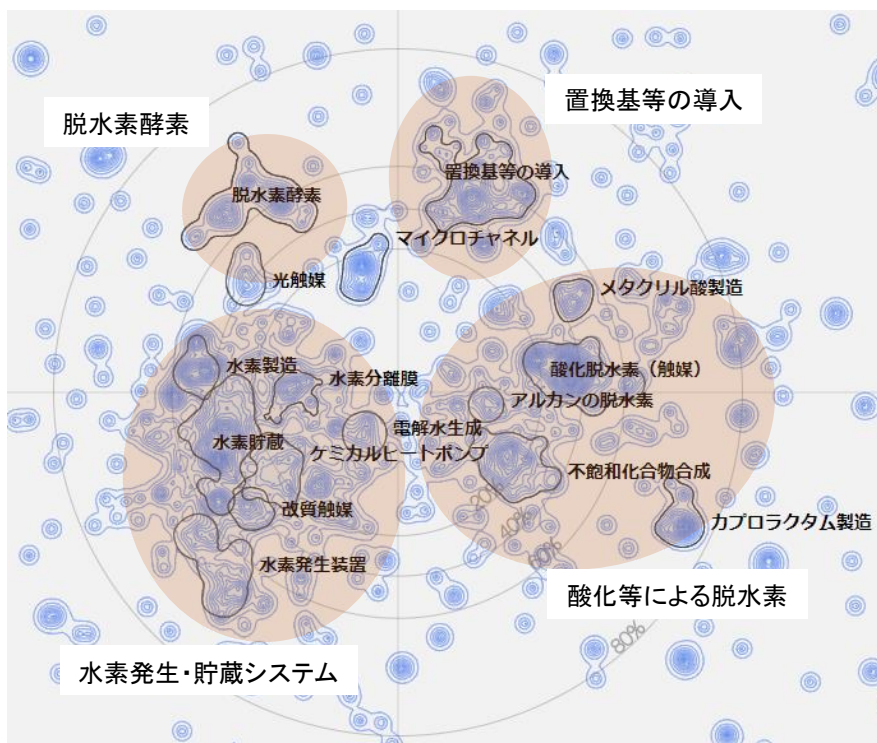 置換基等の導入
脱水素酵素
置換基等の導入
脱水素酵素
マイクロチャネル
光触媒
メタクリル酸製造
水素製造
水素分離膜
酸化脱水素（触媒）
アルカンの脱水素
電解水生成
水素貯蔵
ケミカルヒートポンプ
不飽和化合物合成
20%
改質触媒
40%
カプロラクタム製造
60%
水素発生装置
酸化等による脱水素
80%
水素発生・貯蔵システム